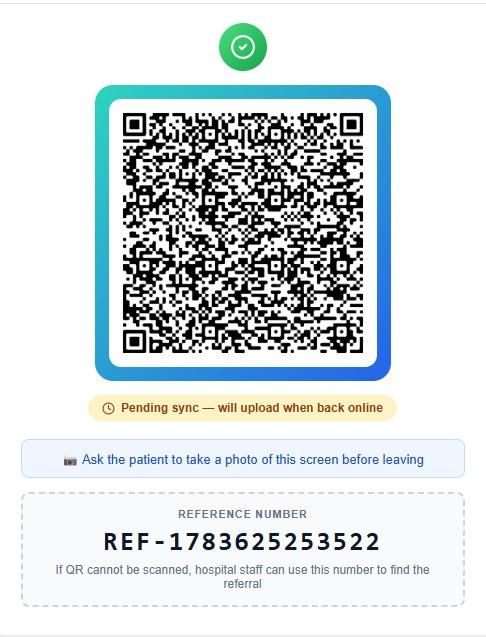 Pending sync — will upload when back online
📷 Ask the patient to take a photo of this screen before leaving
REFERENCE NUMBER
REF-1783625253522
If QR cannot be scanned, hospital staff can use this number to find the
referral